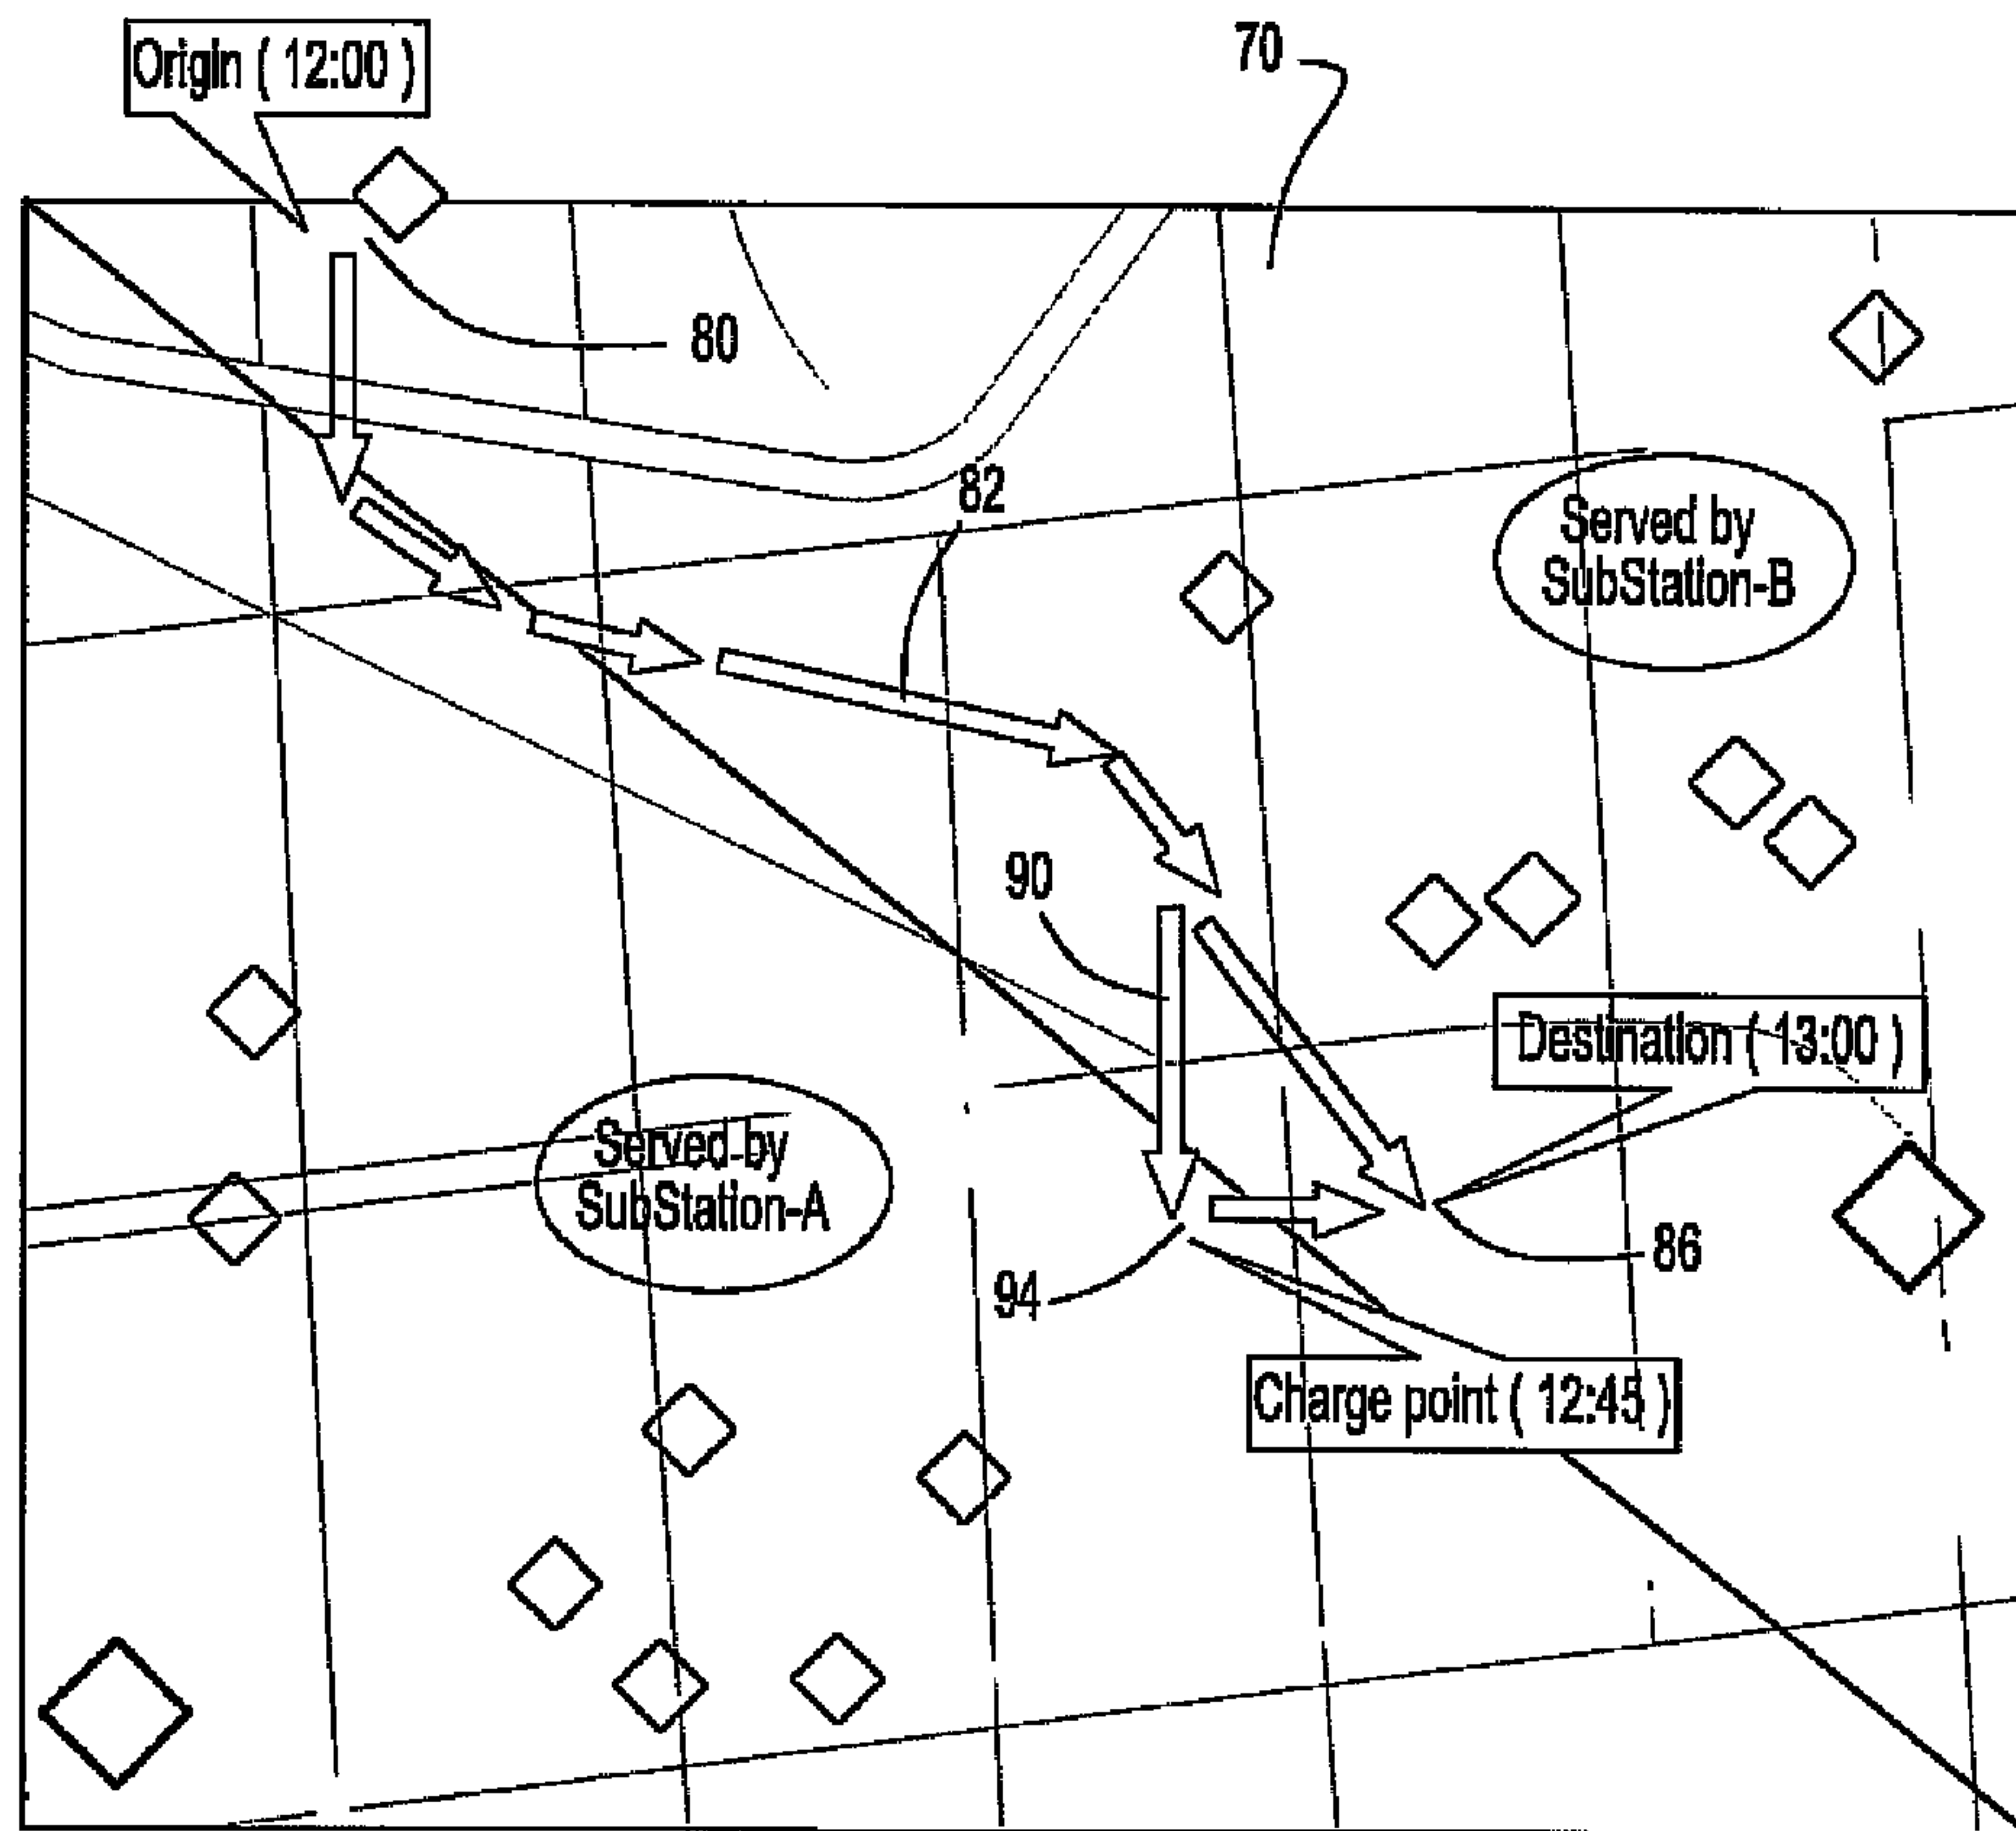 Origin ( 12:00 )
70
80
82
Served by
SubStation-B
90
Destination ( 13:00 )
Served by
SubStation-A
86
94
Charge point ( 12:45 )